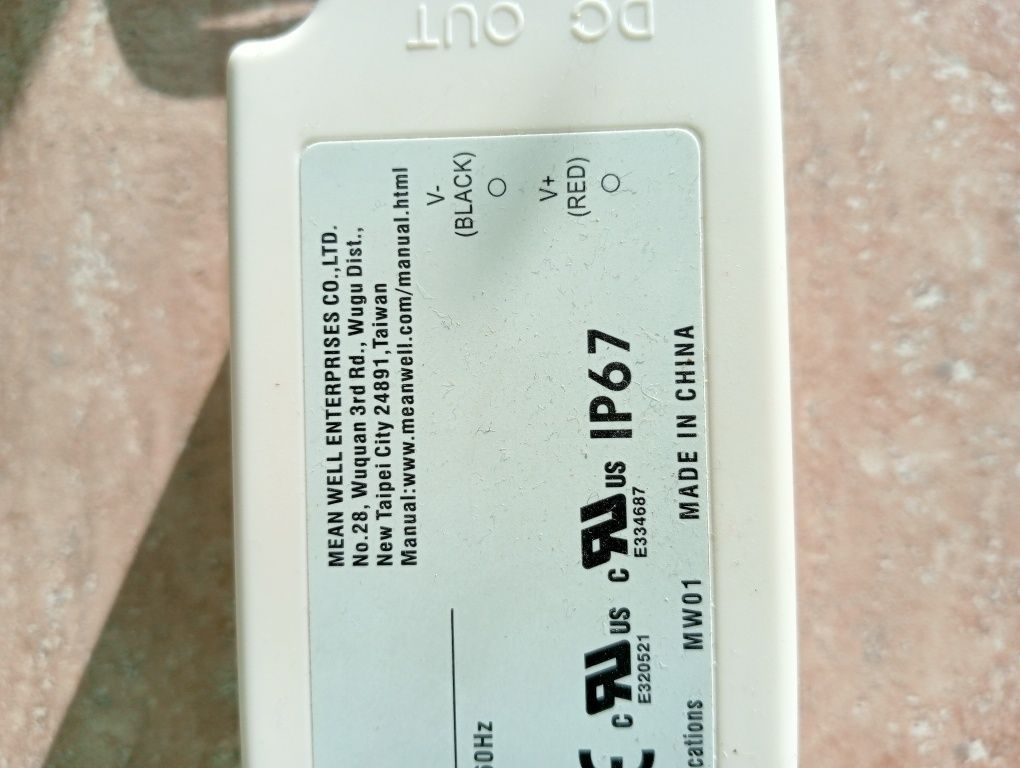 DC OUT
MEAN WELL ENTERPRISES CO.,LTD.
No.28, Wuquan 3rd Rd., Wugu Dist.,
New Taipei City 24891,Taiwan
Manual:www.meanwell.com/manual.html
V-
(BLACK)
V+
(RED)
60Hz
c US c US IP67
E320521 E334687
cations MW01 MADE IN CHINA